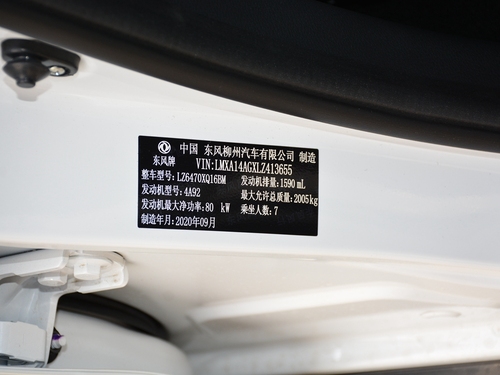 中国 东风柳州汽车有限公司 制造
东风牌 VIN:LMXA14AGXLZ413655
整车型号:LZ6470XQ16BM 发动机排量:1590 mL
发动机型号:4A92 最大允许总质量:2005kg
发动机最大净功率:80 kW 乘坐人数:7
制造年月:2020年09月